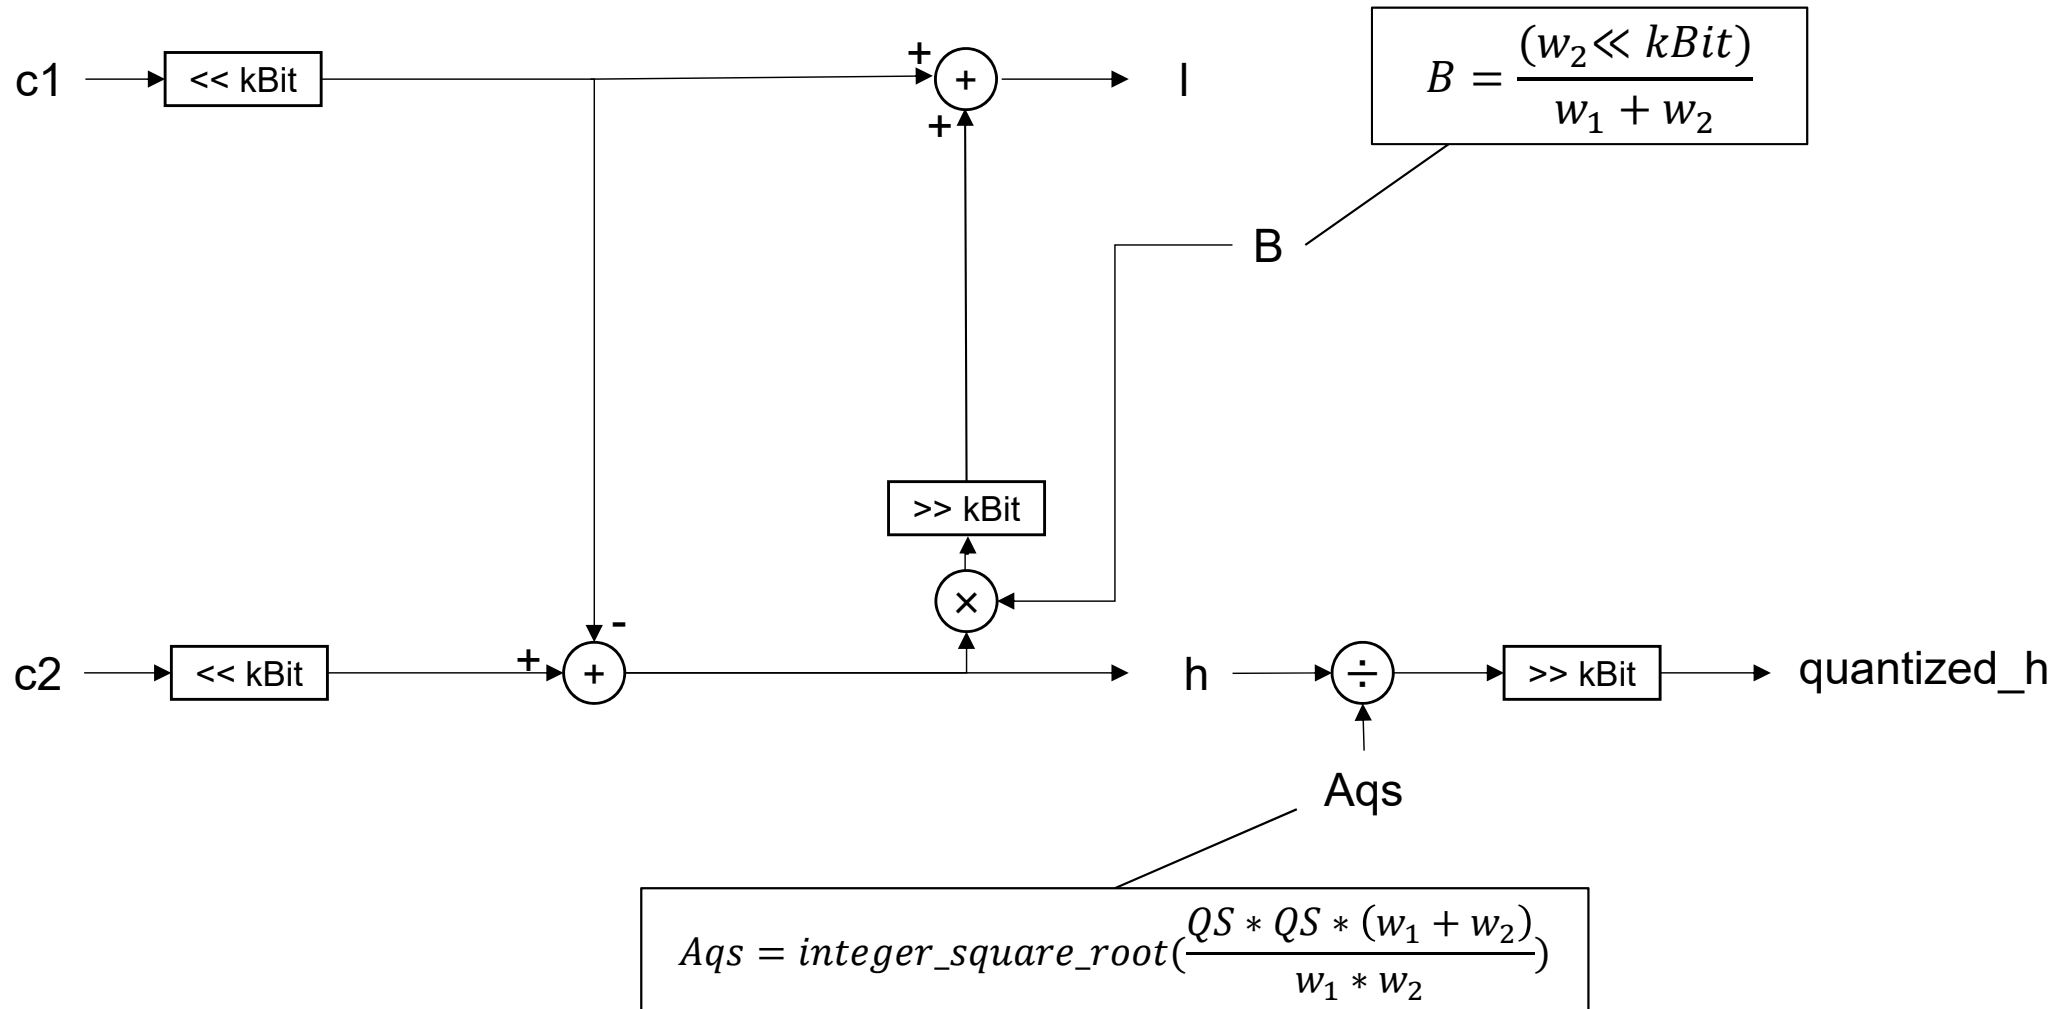 c1
<< kBit
+
+
+
l
B = (w₂ ≪ kBit) / (w₁ + w₂)
B
>> kBit
×
-
c2
<< kBit
+
+
h
÷
>> kBit
quantized_h
Aqs
Aqs = integer_square_root(QS ∗ QS ∗ (w₁ + w₂) / w₁ ∗ w₂)